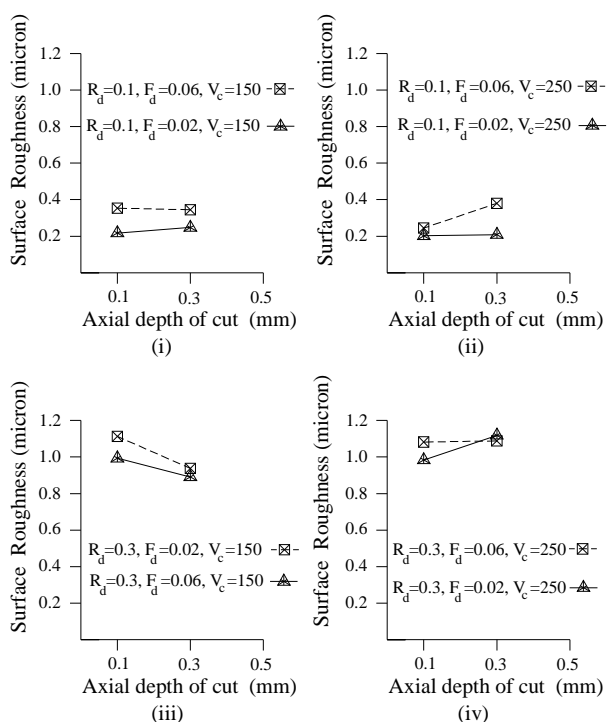 Surface Roughness (micron)
1.2
1.0
0.8
0.6
0.4
0.2
R_d=0.1, F_d=0.06, V_c=150
R_d=0.1, F_d=0.02, V_c=150
0.1 0.3 0.5
Axial depth of cut (mm)
(i)
Surface Roughness (micron)
1.2
1.0
0.8
0.6
0.4
0.2
R_d=0.1, F_d=0.06, V_c=250
R_d=0.1, F_d=0.02, V_c=250
0.1 0.3 0.5
Axial depth of cut (mm)
(ii)
Surface Roughness (micron)
1.2
1.0
0.8
0.6
0.4
0.2
R_d=0.3, F_d=0.02, V_c=150
R_d=0.3, F_d=0.06, V_c=150
0.1 0.3 0.5
Axial depth of cut (mm)
(iii)
Surface Roughness (micron)
1.2
1.0
0.8
0.6
0.4
0.2
R_d=0.3, F_d=0.06, V_c=250
R_d=0.3, F_d=0.02, V_c=250
0.1 0.3 0.5
Axial depth of cut (mm)
(iv)